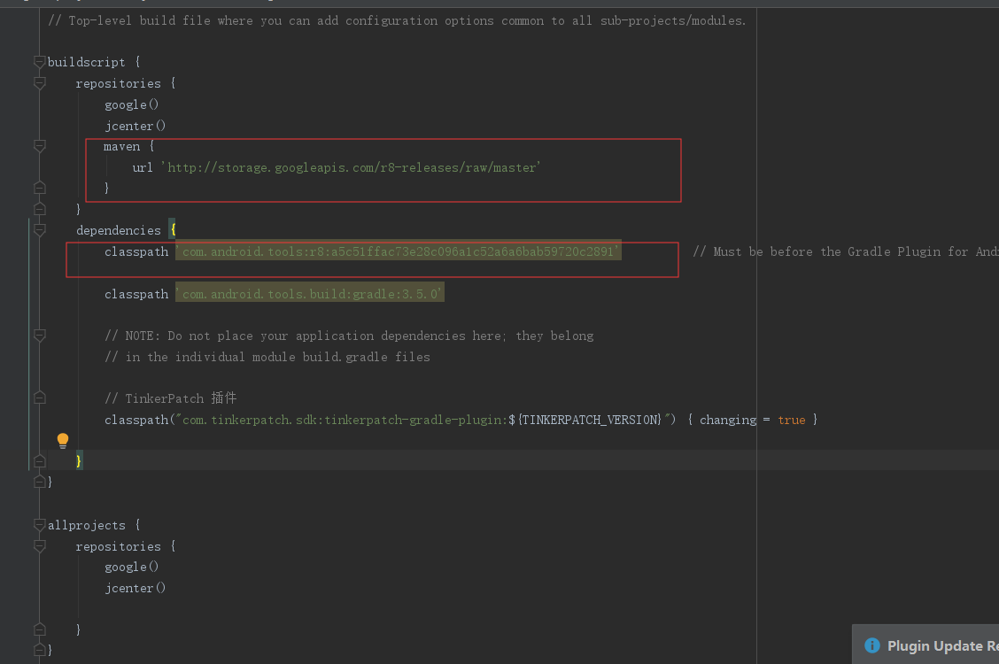 // Top-level build file where you can add configuration options common to all sub-projects/modules.
buildscript {
repositories {
google()
jcenter()
maven {
url 'http://storage.googleapis.com/r8-releases/raw/master'
}
}
dependencies {
classpath 'com.android.tools:r8:a5c51ffac73e28c096a1c52a6a6bab59720c2891' // Must be before the Gradle Plugin for
classpath 'com.android.tools.build:gradle:3.5.0'
// NOTE: Do not place your application dependencies here; they belong
// in the individual module build.gradle files
// TinkerPatch 插件
classpath("com.tinkerpatch.sdk:tinkerpatch-gradle-plugin:${TINKERPATCH_VERSION}") { changing = true }
}
}
allprojects {
repositories {
google()
jcenter()
}
}
Plugin Update